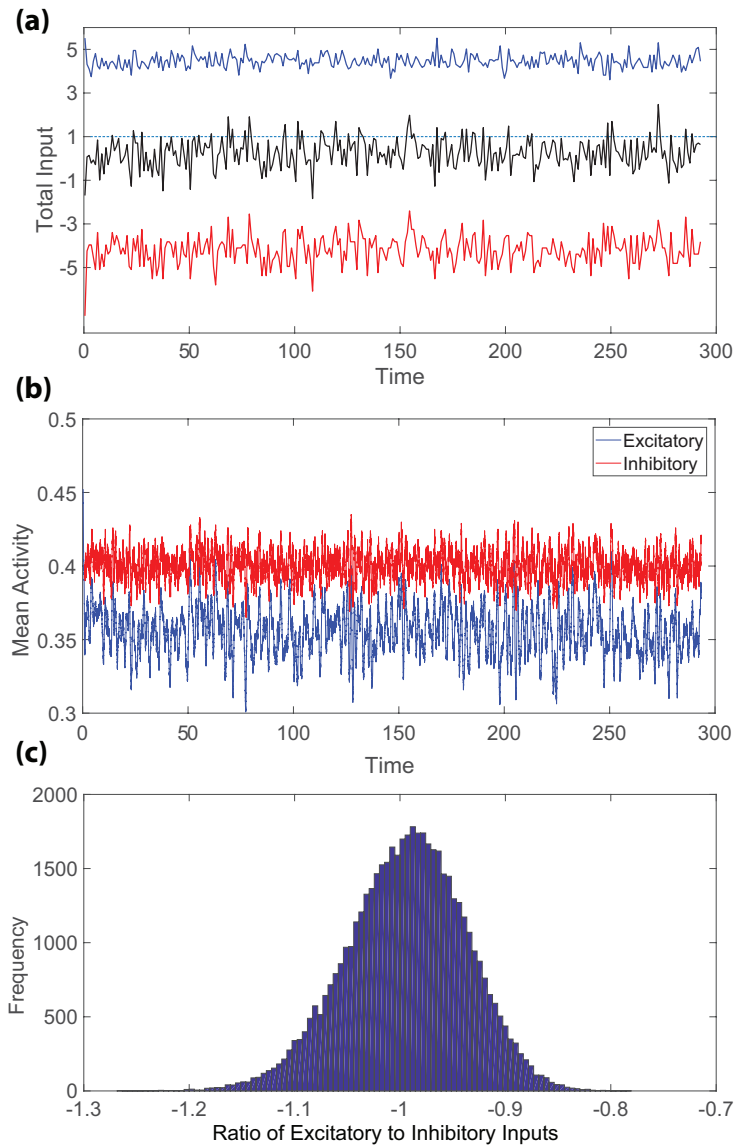 (a)
5
3
1
-1
-3
-5
Total Input
0 50 100 150 200 250 300
Time
(b)
0.5
0.45
0.4
0.35
0.3
Mean Activity
Excitatory
Inhibitory
0 50 100 150 200 250 300
Time
(c)
2000
1500
1000
500
0
Frequency
-1.3 -1.2 -1.1 -1 -0.9 -0.8 -0.7
Ratio of Excitatory to Inhibitory Inputs